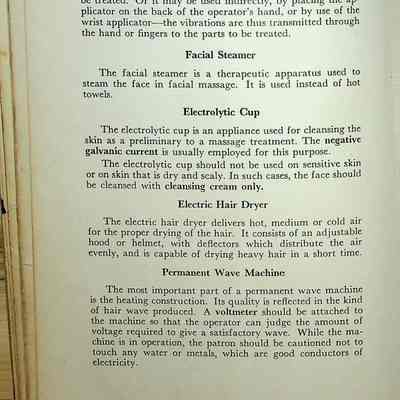 be treated. Or it may be used indirectly, by placing the ap-
plicator on the back of the operator's hand, or by use of the
wrist applicator—the vibrations are thus transmitted through
the hand or fingers to the parts to be treated.
Facial Steamer
The facial steamer is a therapeutic apparatus used to
steam the face in facial massage. It is used instead of hot
towels.
Electrolytic Cup
The electrolytic cup is an appliance used for cleansing the
skin as a preliminary to a massage treatment. The negative
galvanic current is usually employed for this purpose.
The electrolytic cup should not be used on sensitive skin
or on skin that is dry and scaly. In such cases, the face should
be cleansed with cleansing cream only.
Electric Hair Dryer
The electric hair dryer delivers hot, medium or cold air
for the proper drying of the hair. It consists of an adjustable
hood or helmet, with deflectors which distribute the air
evenly, and is capable of drying heavy hair in a short time.
Permanent Wave Machine
The most important part of a permanent wave machine
is the heating construction. Its quality is reflected in the kind
of hair wave produced. A voltmeter should be attached to
the machine so that the operator can judge the amount of
voltage required to give a satisfactory wave. While the ma-
chine is in operation, the patron should be cautioned not to
touch any water or metals, which are good conductors of
electricity.